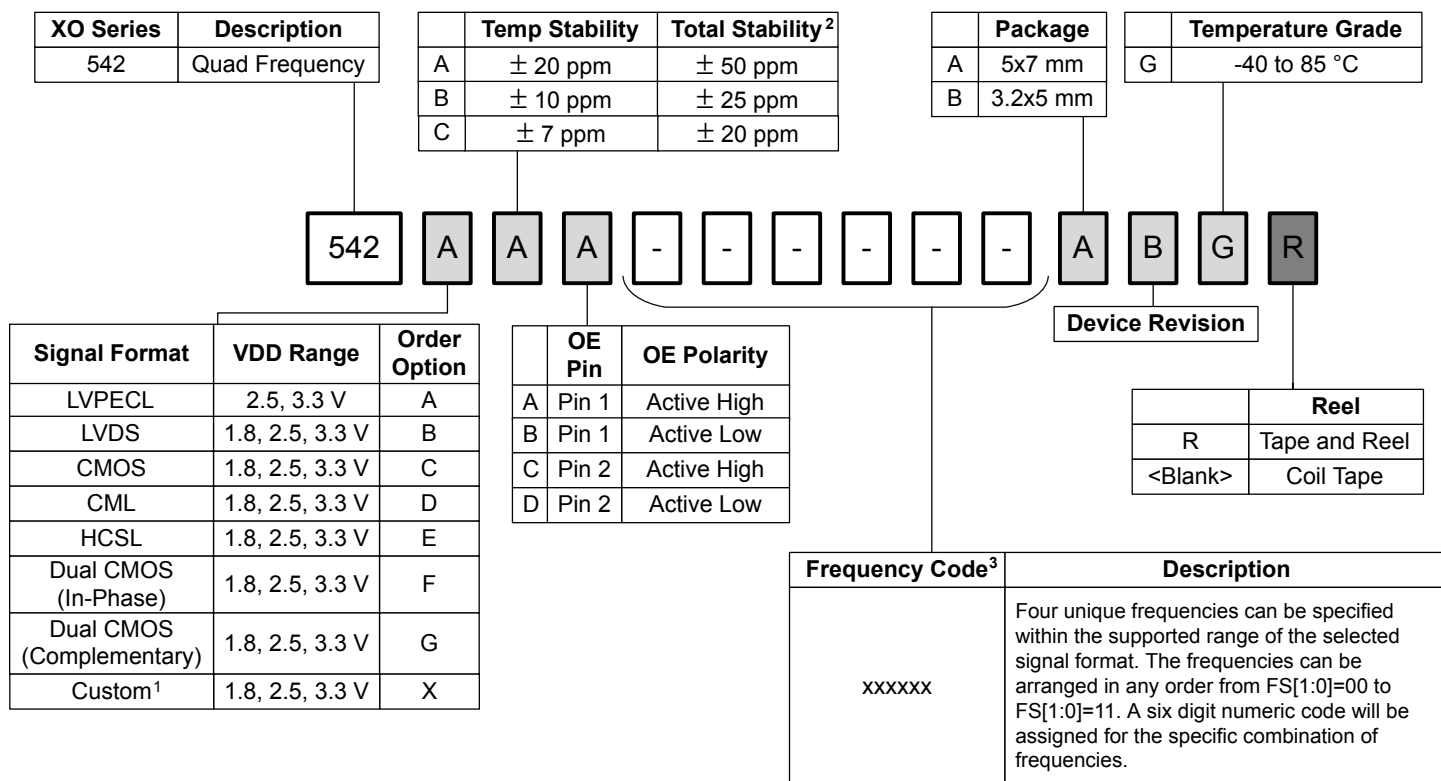 XO Series Description
542 Quad Frequency
Temp Stability Total Stability²
A ± 20 ppm ± 50 ppm
B ± 10 ppm ± 25 ppm
C ± 7 ppm ± 20 ppm
Package
A 5x7 mm
B 3.2x5 mm
Temperature Grade
G -40 to 85 °C
542 A A A - - - - - - A B G R
Signal Format VDD Range Order Option
LVPECL 2.5, 3.3 V A
LVDS 1.8, 2.5, 3.3 V B
CMOS 1.8, 2.5, 3.3 V C
CML 1.8, 2.5, 3.3 V D
HCSL 1.8, 2.5, 3.3 V E
Dual CMOS
(In-Phase) 1.8, 2.5, 3.3 V F
Dual CMOS
(Complementary) 1.8, 2.5, 3.3 V G
Custom¹ 1.8, 2.5, 3.3 V X
OE Pin OE Polarity
A Pin 1 Active High
B Pin 1 Active Low
C Pin 2 Active High
D Pin 2 Active Low
Device Revision
Reel
R Tape and Reel
<Blank> Coil Tape
Frequency Code³ Description
xxxxxx
Four unique frequencies can be specified
within the supported range of the selected
signal format. The frequencies can be
arranged in any order from FS[1:0]=00 to
FS[1:0]=11. A six digit numeric code will be
assigned for the specific combination of
frequencies.